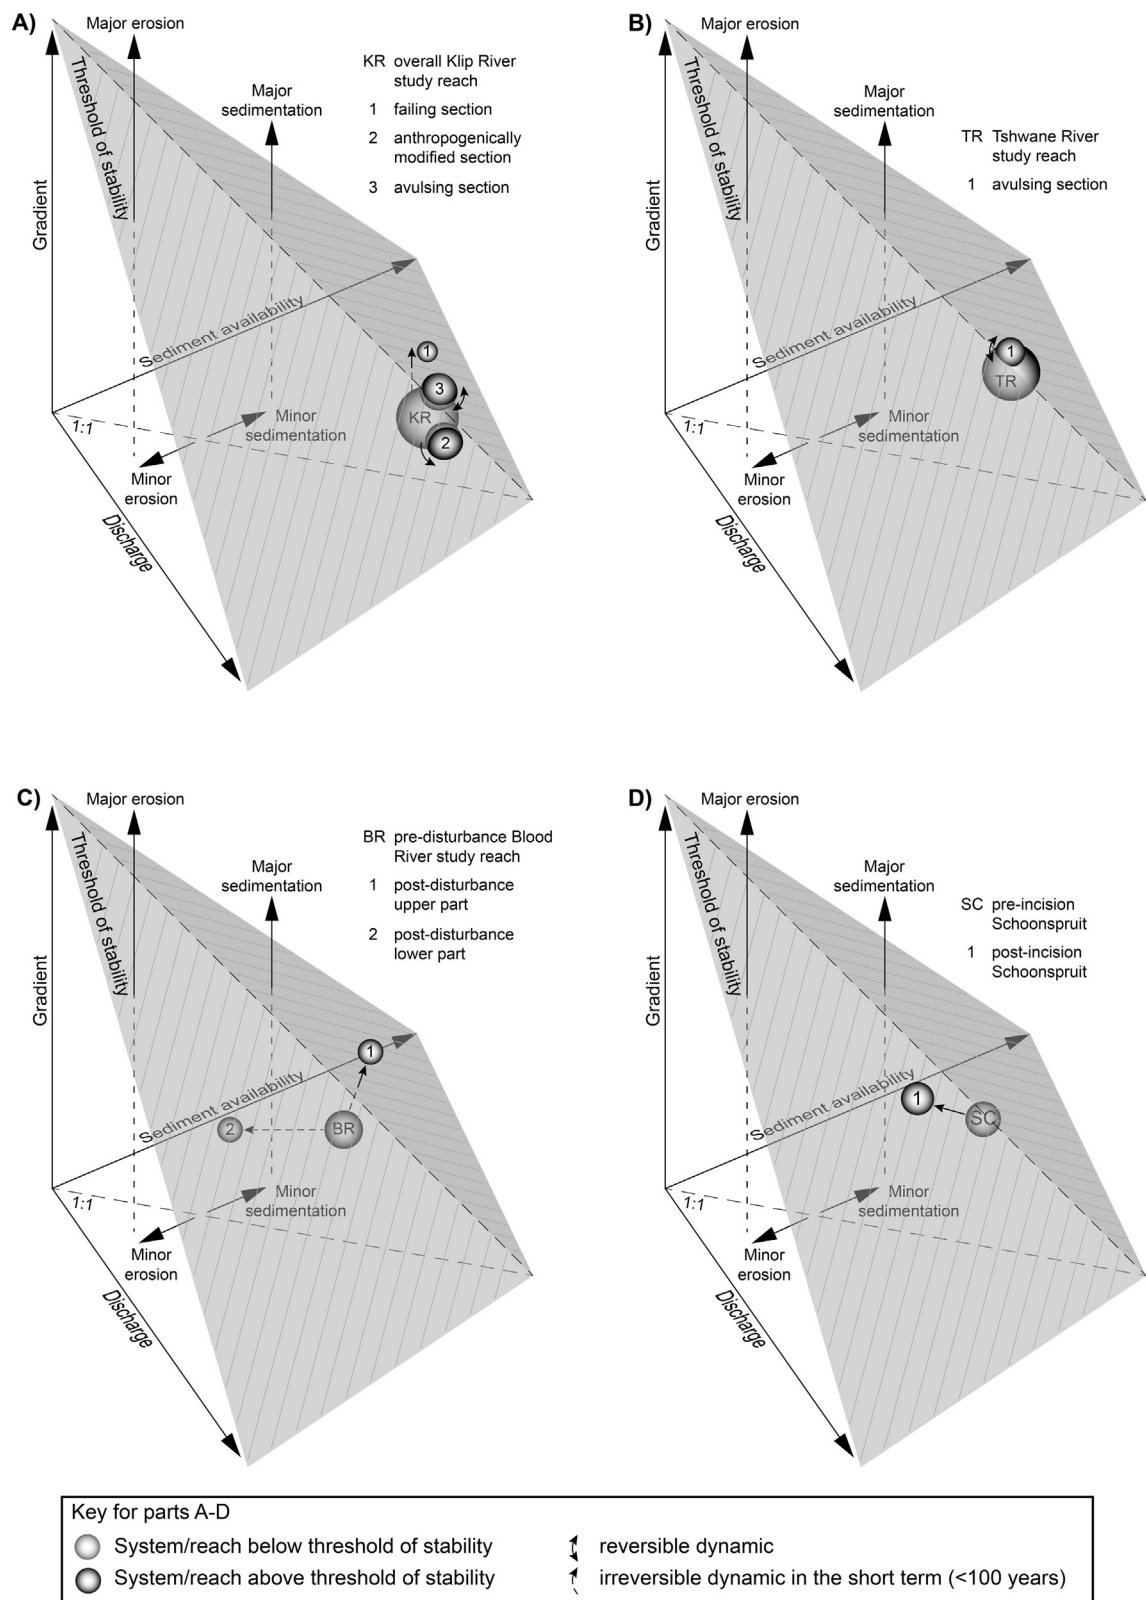 A)
Major erosion
Threshold of stability
Gradient
Major
sedimentation
KR overall Klip River
study reach
1 failing section
2 anthropogenically
modified section
3 avulsing section
Sediment availability
1
3
KR
2
1:1
Minor
sedimentation
Minor
erosion
Discharge
B)
Major erosion
Threshold of stability
Gradient
Major
sedimentation
TR Tshwane River
study reach
1 avulsing section
Sediment availability
1
TR
1:1
Minor
sedimentation
Minor
erosion
Discharge
C)
Major erosion
Threshold of stability
Gradient
Major
sedimentation
BR pre-disturbance Blood
River study reach
1 post-disturbance
upper part
2 post-disturbance
lower part
Sediment availability
1
2
BR
1:1
Minor
sedimentation
Minor
erosion
Discharge
D)
Major erosion
Threshold of stability
Gradient
Major
sedimentation
SC pre-incision
Schoonspruit
1 post-incision
Schoonspruit
Sediment availability
1
SC
1:1
Minor
sedimentation
Minor
erosion
Discharge
Key for parts A-D
System/reach below threshold of stability
System/reach above threshold of stability
reversible dynamic
irreversible dynamic in the short term (<100 years)